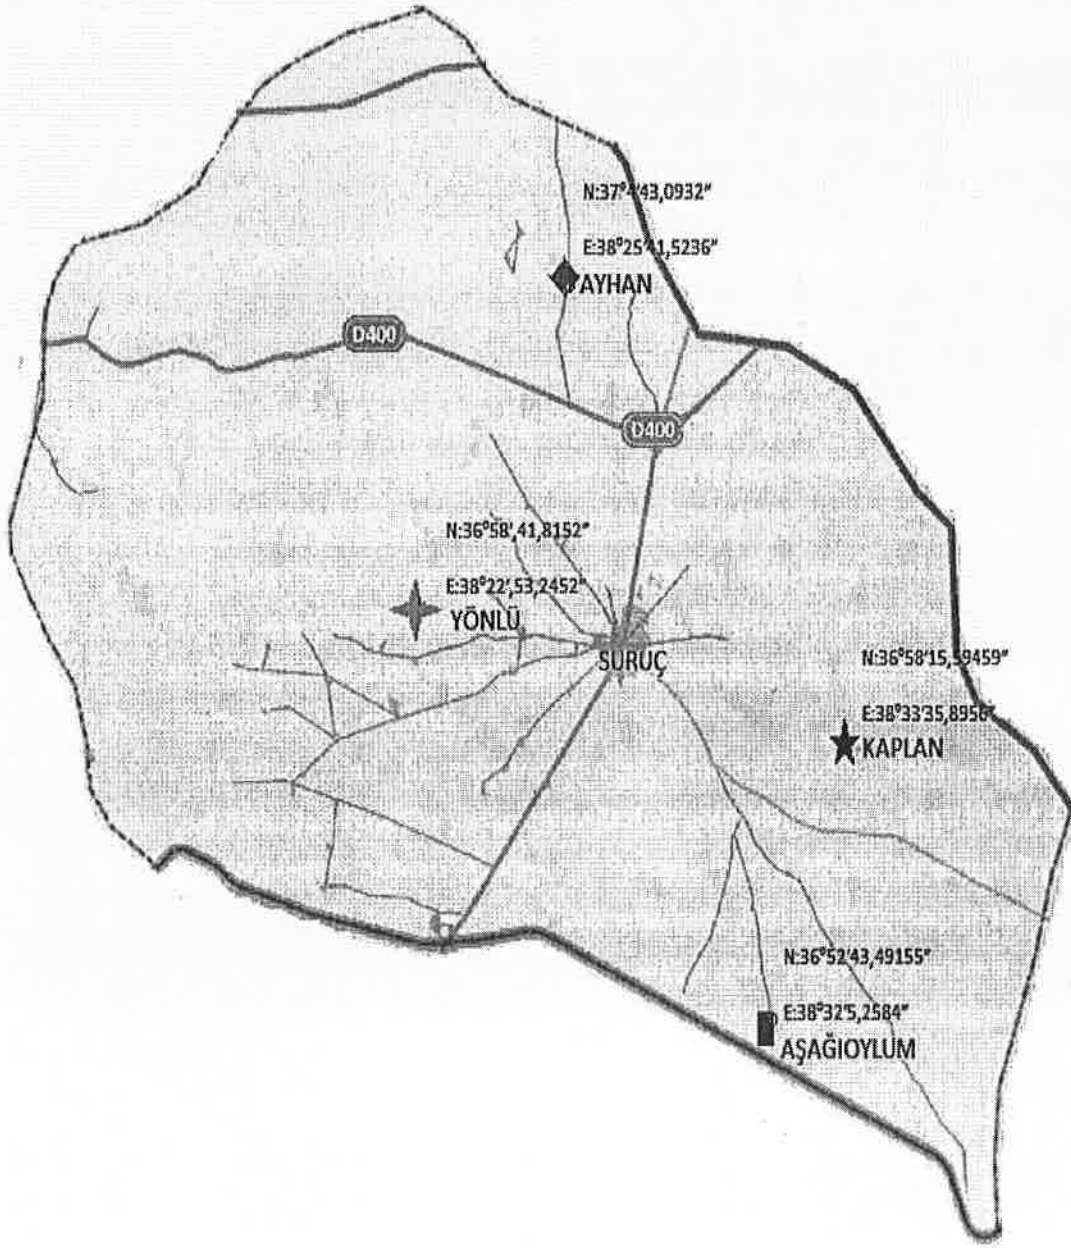 N:37°4'43,0932"
E:38°25'41,5236"
AYHAN
D400
D400
N:36°58',41,8152"
E:38°22',53,2452"
YÖNLÜ
SURUÇ
N:36°58'15,59459"
E:38°33'35,8956"
KAPLAN
N:36°52'43,49155"
E:38°32'5,2584"
AŞAĞIOYLUM